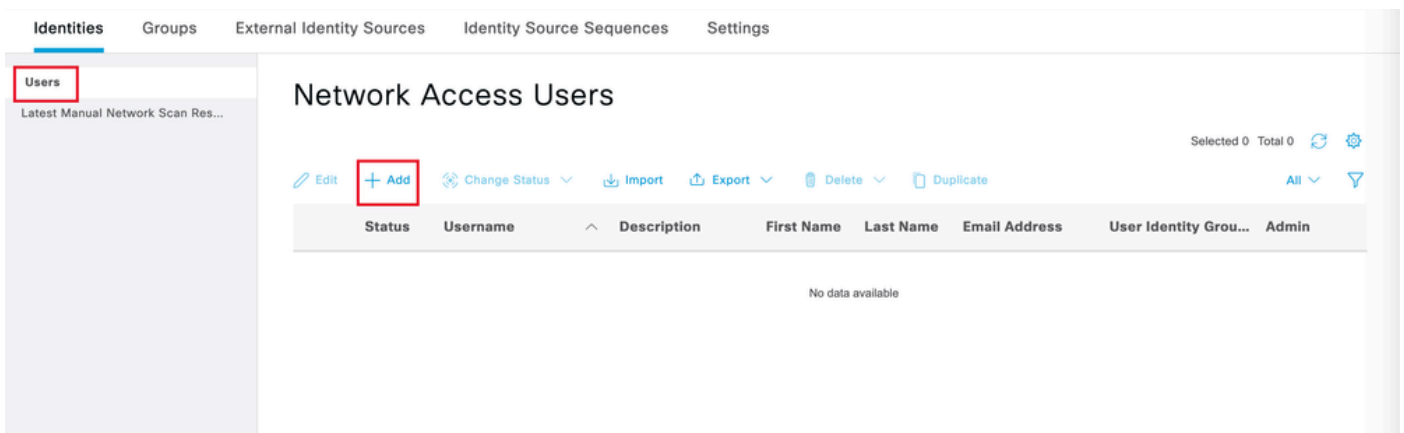 Identities Groups External Identity Sources Identity Source Sequences Settings
Users
Latest Manual Network Scan Res...
Network Access Users
Selected 0 Total 0
Edit Add Change Status Import Export Delete Duplicate All
Status Username Description First Name Last Name Email Address User Identity Grou... Admin
No data available